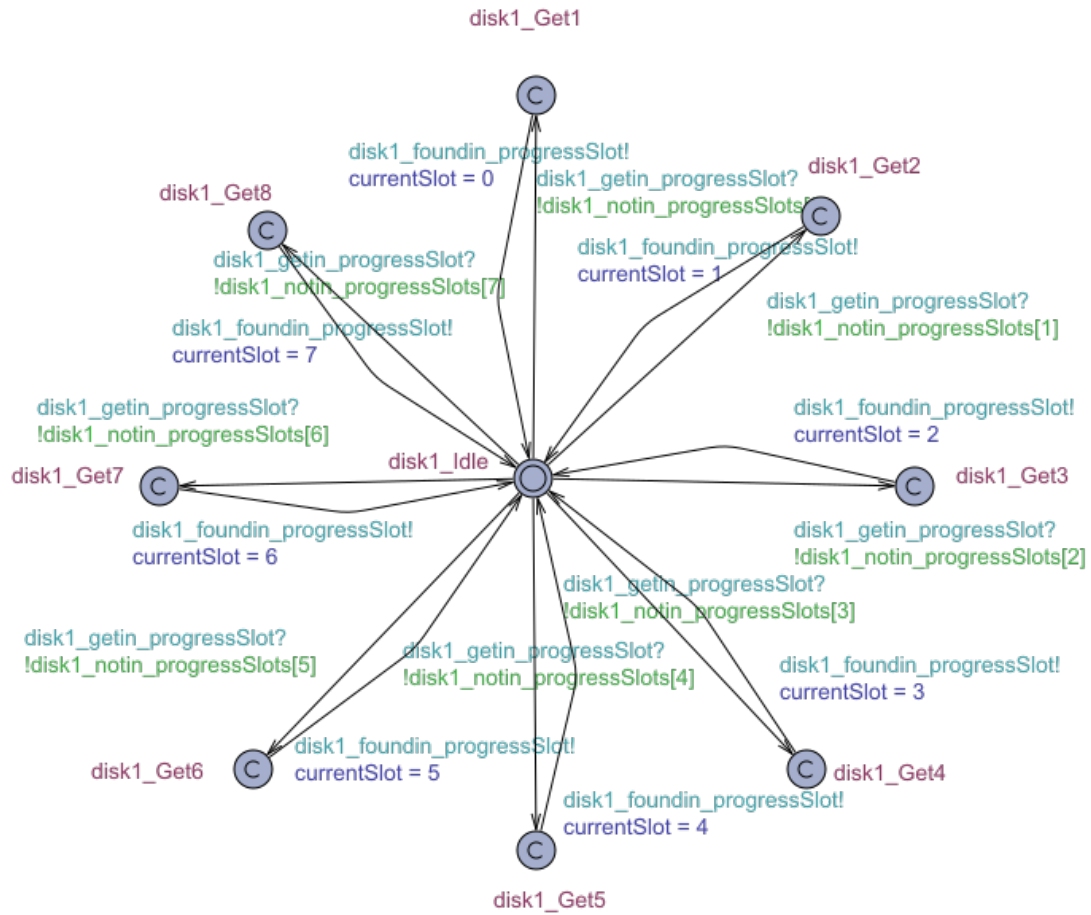 disk1_Get1
disk1_foundin_progressSlot!
currentSlot = 0
disk1_getin_progressSlot?
!disk1_notin_progressSlots[
disk1_Get2
disk1_foundin_progressSlot!
currentSlot = 1
disk1_getin_progressSlot?
!disk1_notin_progressSlots[1]
disk1_Get8
disk1_getin_progressSlot?
!disk1_notin_progressSlots[7]
disk1_foundin_progressSlot!
currentSlot = 7
disk1_getin_progressSlot?
!disk1_notin_progressSlots[6]
disk1_Get7
disk1_Idle
disk1_foundin_progressSlot!
currentSlot = 2
disk1_Get3
disk1_foundin_progressSlot!
currentSlot = 6
disk1_getin_progressSlot?
!disk1_notin_progressSlots[2]
disk1_getin_progressSlot?
!disk1_notin_progressSlots[3]
disk1_getin_progressSlot?
!disk1_notin_progressSlots[5]
disk1_getin_progressSlot?
!disk1_notin_progressSlots[4]
disk1_foundin_progressSlot!
currentSlot = 3
disk1_Get6
disk1_foundin_progressSlot!
currentSlot = 5
disk1_Get4
disk1_foundin_progressSlot!
currentSlot = 4
disk1_Get5
C
C
C
C
C
C
C
C